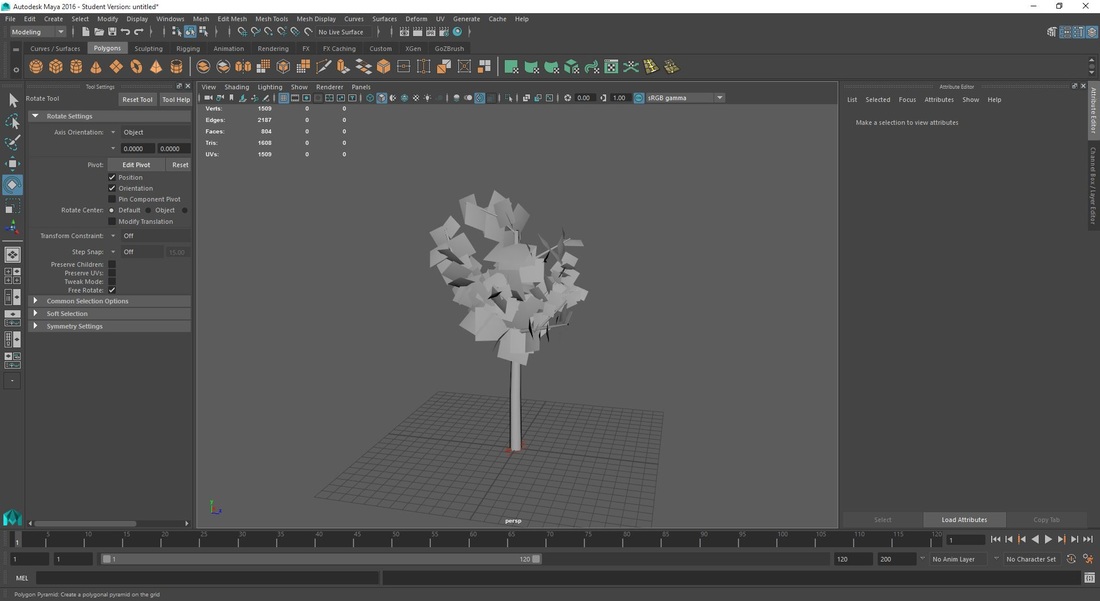 Autodesk Maya 2016 - Student Version: untitled*
File Edit Create Select Modify Display Windows Mesh Edit Mesh Mesh Tools Mesh Display Curves Surfaces Deform UV Generate Cache Help
Modeling No Live Surface
Curves / Surfaces Polygons Sculpting Rigging Animation Rendering FX FX Caching Custom XGen GoZBrush
Tool Settings
Rotate Tool Reset Tool Tool Help
Rotate Settings
Axis Orientation: Object
0.0000 0.0000
Pivot: Edit Pivot Reset
Position
Orientation
Pin Component Pivot
Rotate Center: Default Object
Modify Translation
Transform Constraint: Off
Step Snap: Off 15.00
Preserve Children:
Preserve UVs:
Tweak Mode:
Free Rotate:
Common Selection Options
Soft Selection
Symmetry Settings
View Shading Lighting Show Renderer Panels
0.00 1.00 sRGB gamma
Verts: 1509 0 0
Edges: 2187 0 0
Faces: 804 0 0
Tris: 1608 0 0
UVs: 1509 0 0
persp
Attribute Editor
List Selected Focus Attributes Show Help
Make a selection to view attributes
Select Load Attributes Copy Tab
Attribute Editor
Channel Box / Layer Editor
1 5 10 15 20 25 30 35 40 45 50 55 60 65 70 75 80 85 90 95 100 105 110 115 120 1
1 1 1 120 120 200 No Anim Layer No Character Set
MEL
Polygon Pyramid: Create a polygonal pyramid on the grid